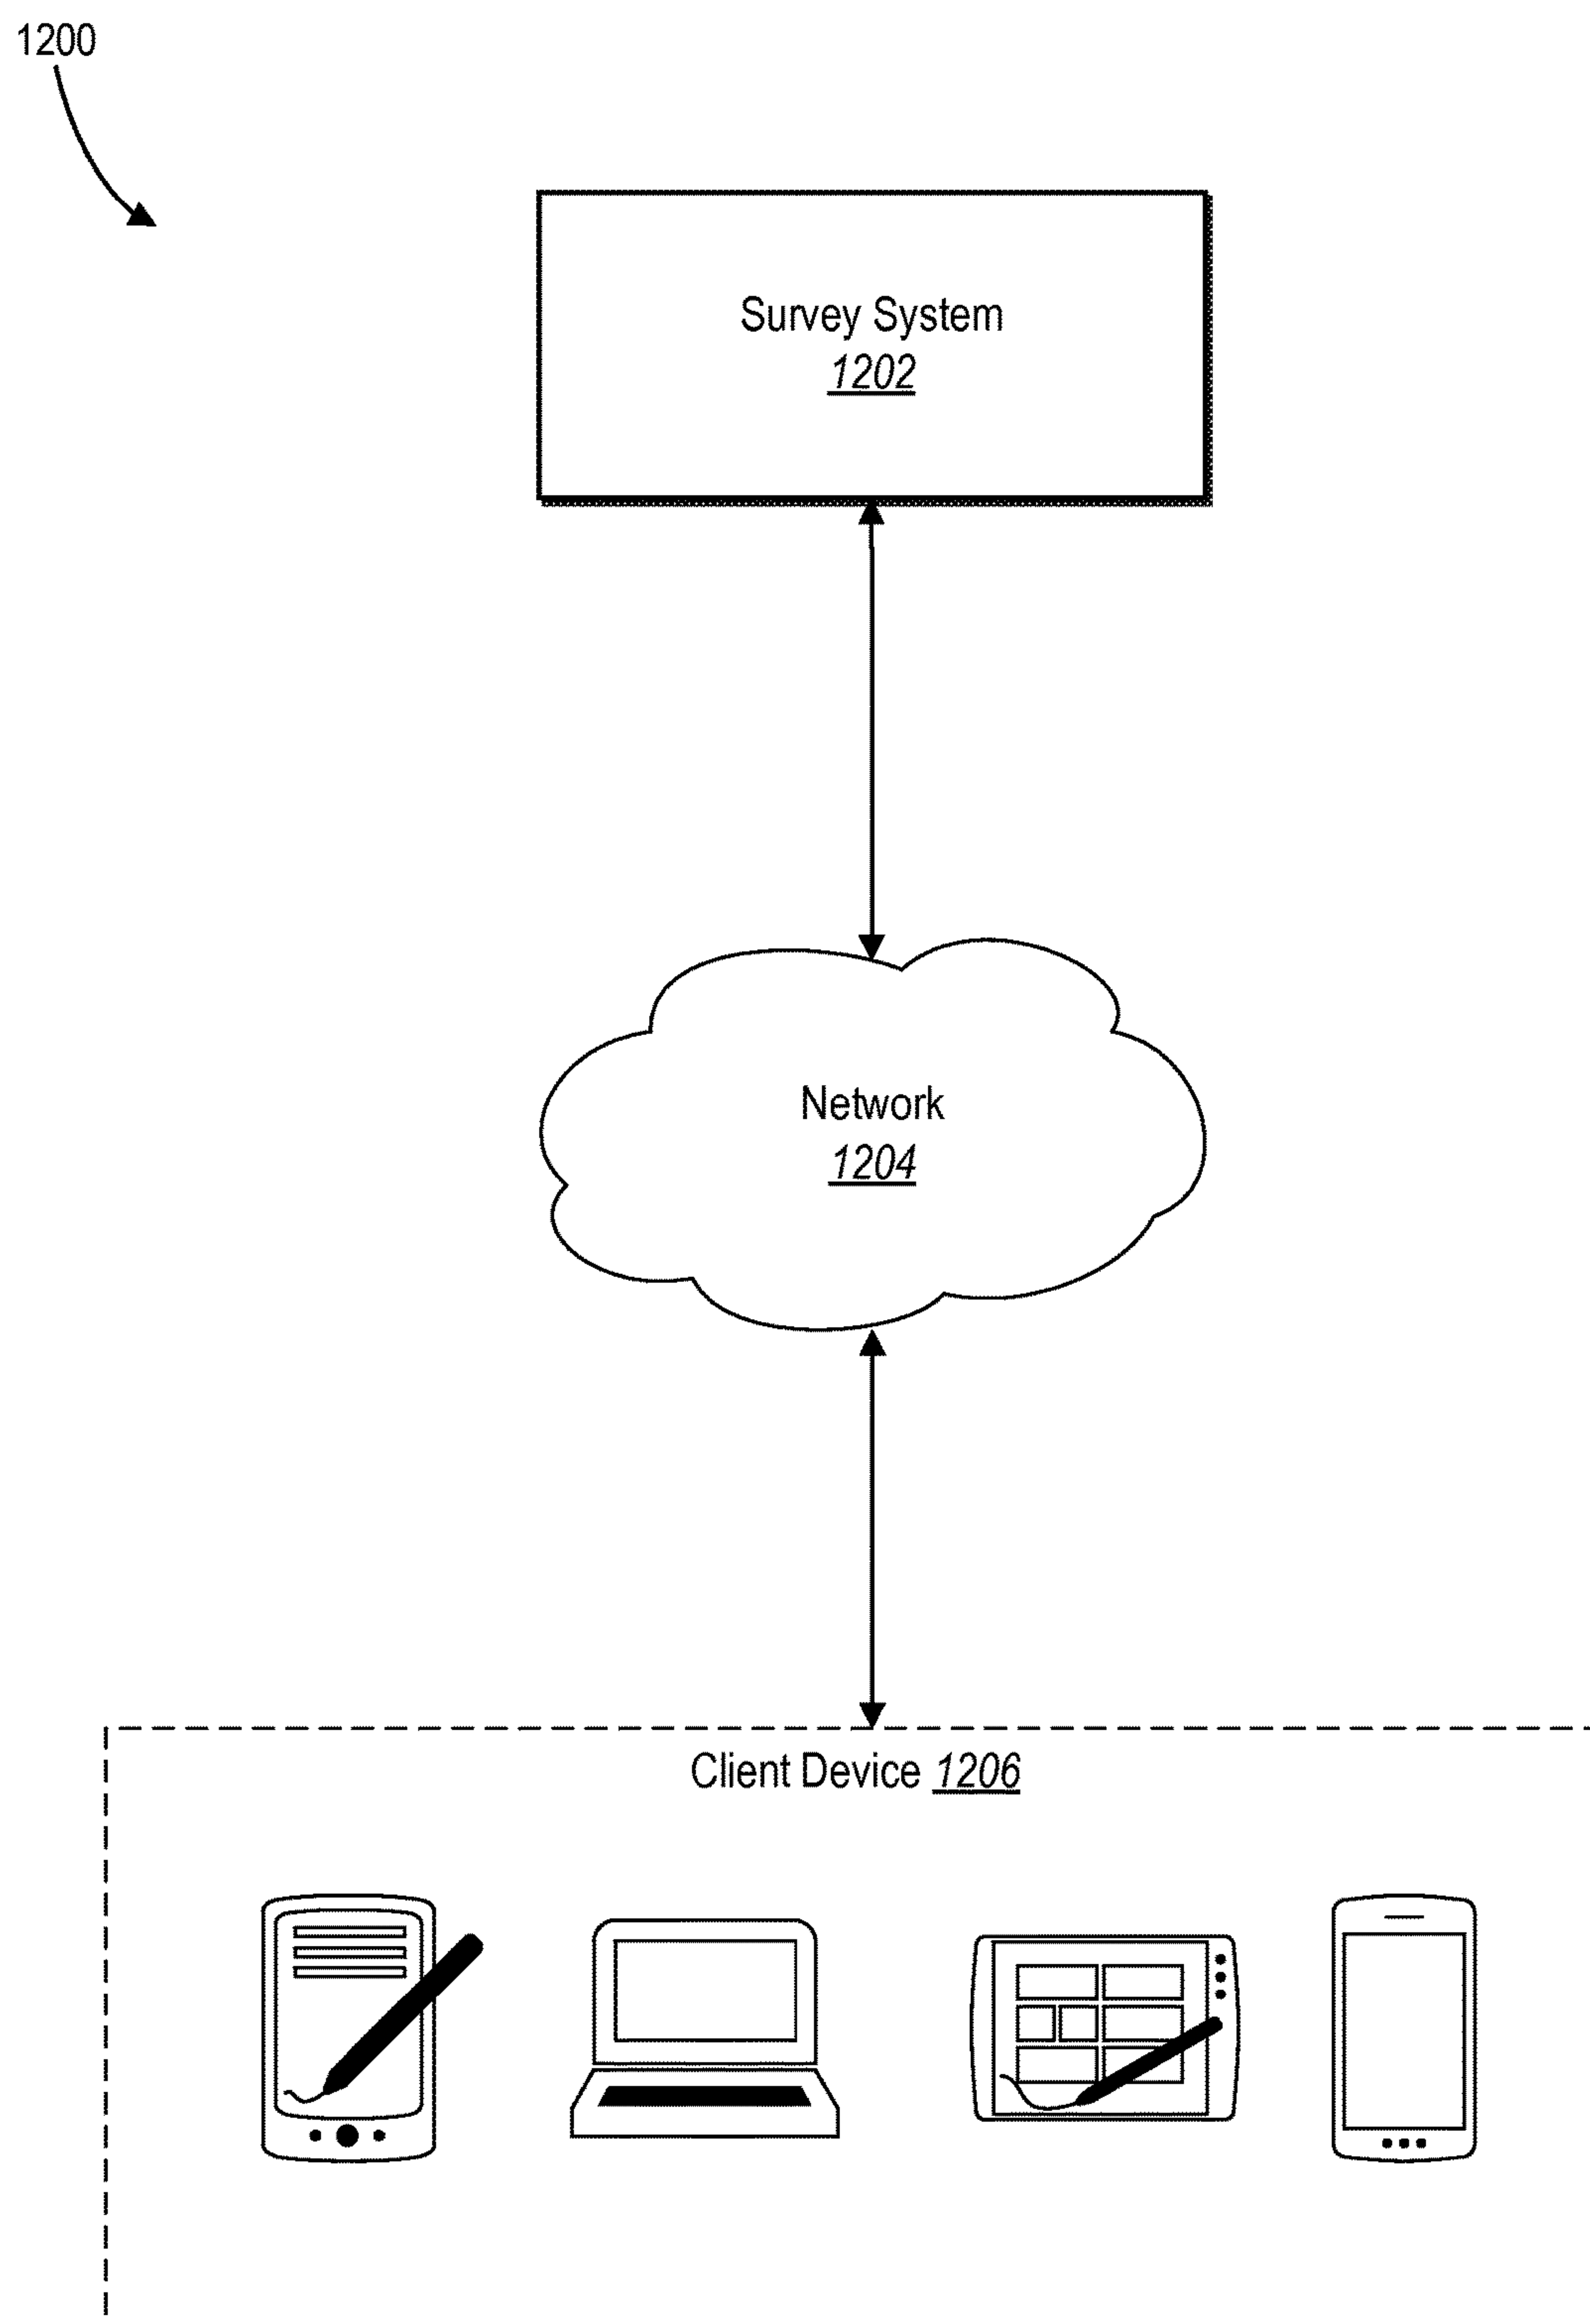 1200
Survey System
1202
Network
1204
Client Device 1206